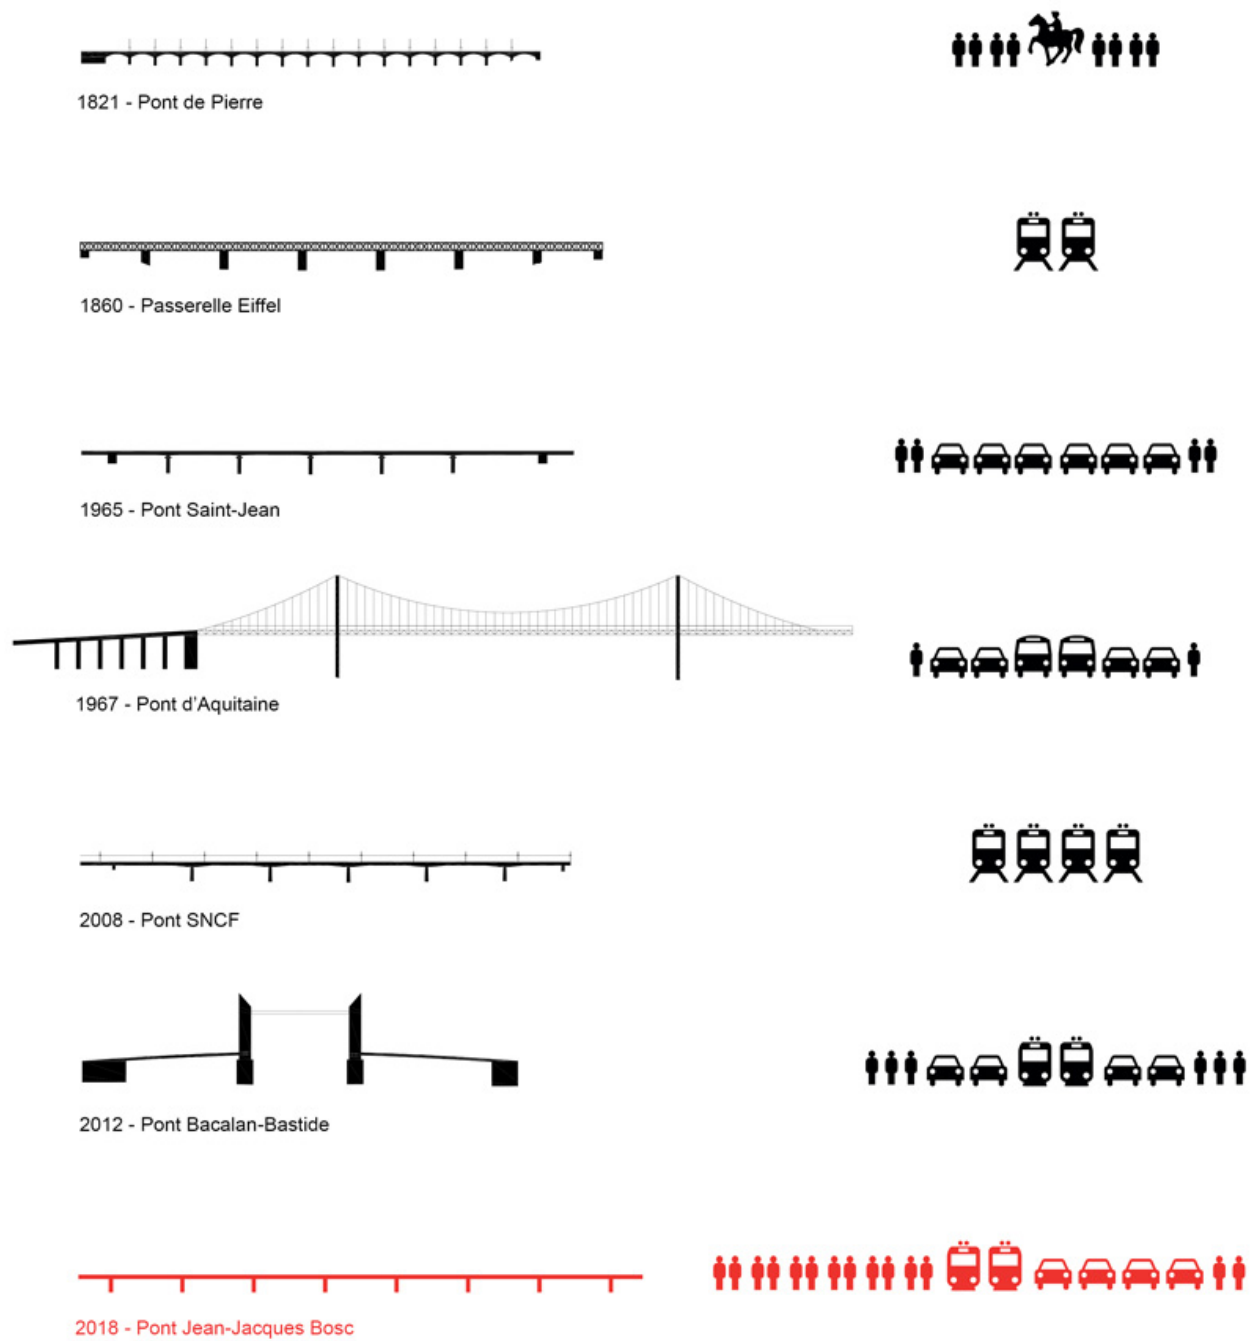 1821 - Pont de Pierre
1860 - Passerelle Eiffel
1965 - Pont Saint-Jean
1967 - Pont d’Aquitaine
2008 - Pont SNCF
2012 - Pont Bacalan-Bastide
2018 - Pont Jean-Jacques Bosc